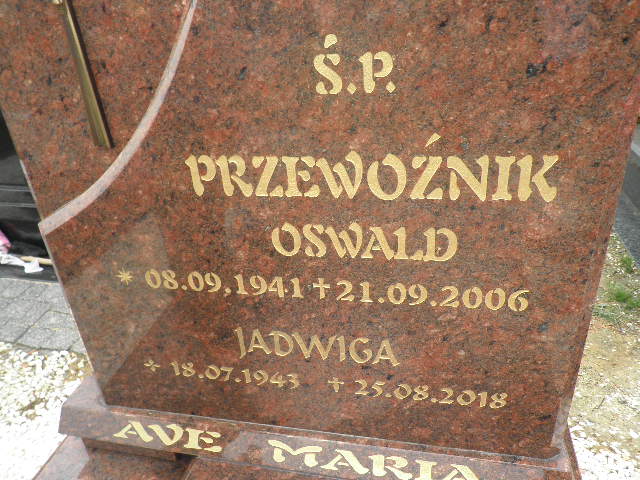 Ś.P.
PRZEWOŹNIK
OSWALD
* 08.09,1941 + 21.09.2006
JADWIGA
* 18.07.1943 + 25.08.2018
AVE MARIA